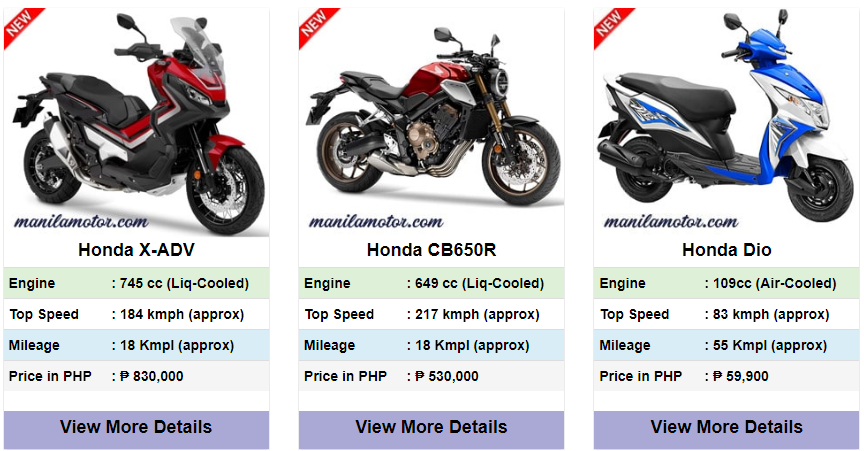 NEW
manilamotor.com
Honda X-ADV
Engine : 745 cc (Liq-Cooled)
Top Speed : 184 kmph (approx)
Mileage : 18 Kmpl (approx)
Price in PHP : ₱ 830,000
View More Details
NEW
manilamotor.com
Honda CB650R
Engine : 649 cc (Liq-Cooled)
Top Speed : 217 kmph (approx)
Mileage : 18 Kmpl (approx)
Price in PHP : ₱ 530,000
View More Details
NEW
manilamotor.com
Honda Dio
Engine : 109cc (Air-Cooled)
Top Speed : 83 kmph (approx)
Mileage : 55 Kmpl (approx)
Price in PHP : ₱ 59,900
View More Details